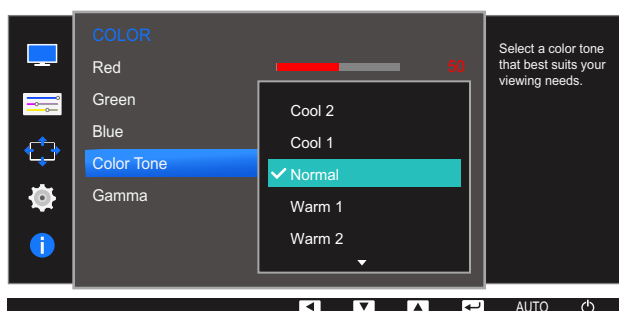 COLOR
Red 50
Green
Blue
Color Tone
Gamma
Cool 2
Cool 1
Normal
Warm 1
Warm 2
Select a color tone
that best suits your
viewing needs.
AUTO